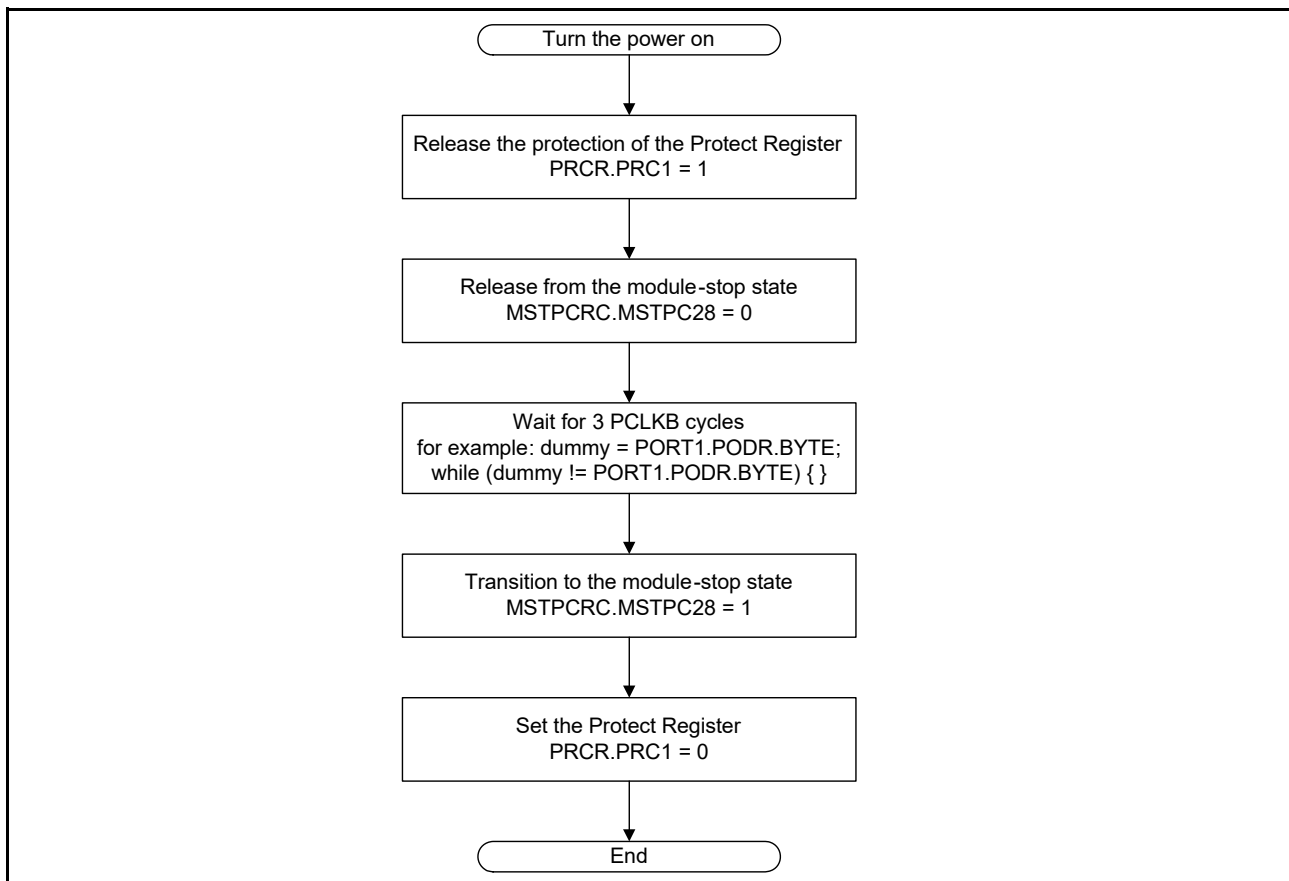 Turn the power on
Release the protection of the Protect Register
PRCR.PRC1 = 1
Release from the module-stop state
MSTPCRC.MSTPC28 = 0
Wait for 3 PCLKB cycles
for example: dummy = PORT1.PODR.BYTE;
while (dummy != PORT1.PODR.BYTE) { }
Transition to the module-stop state
MSTPCRC.MSTPC28 = 1
Set the Protect Register
PRCR.PRC1 = 0
End